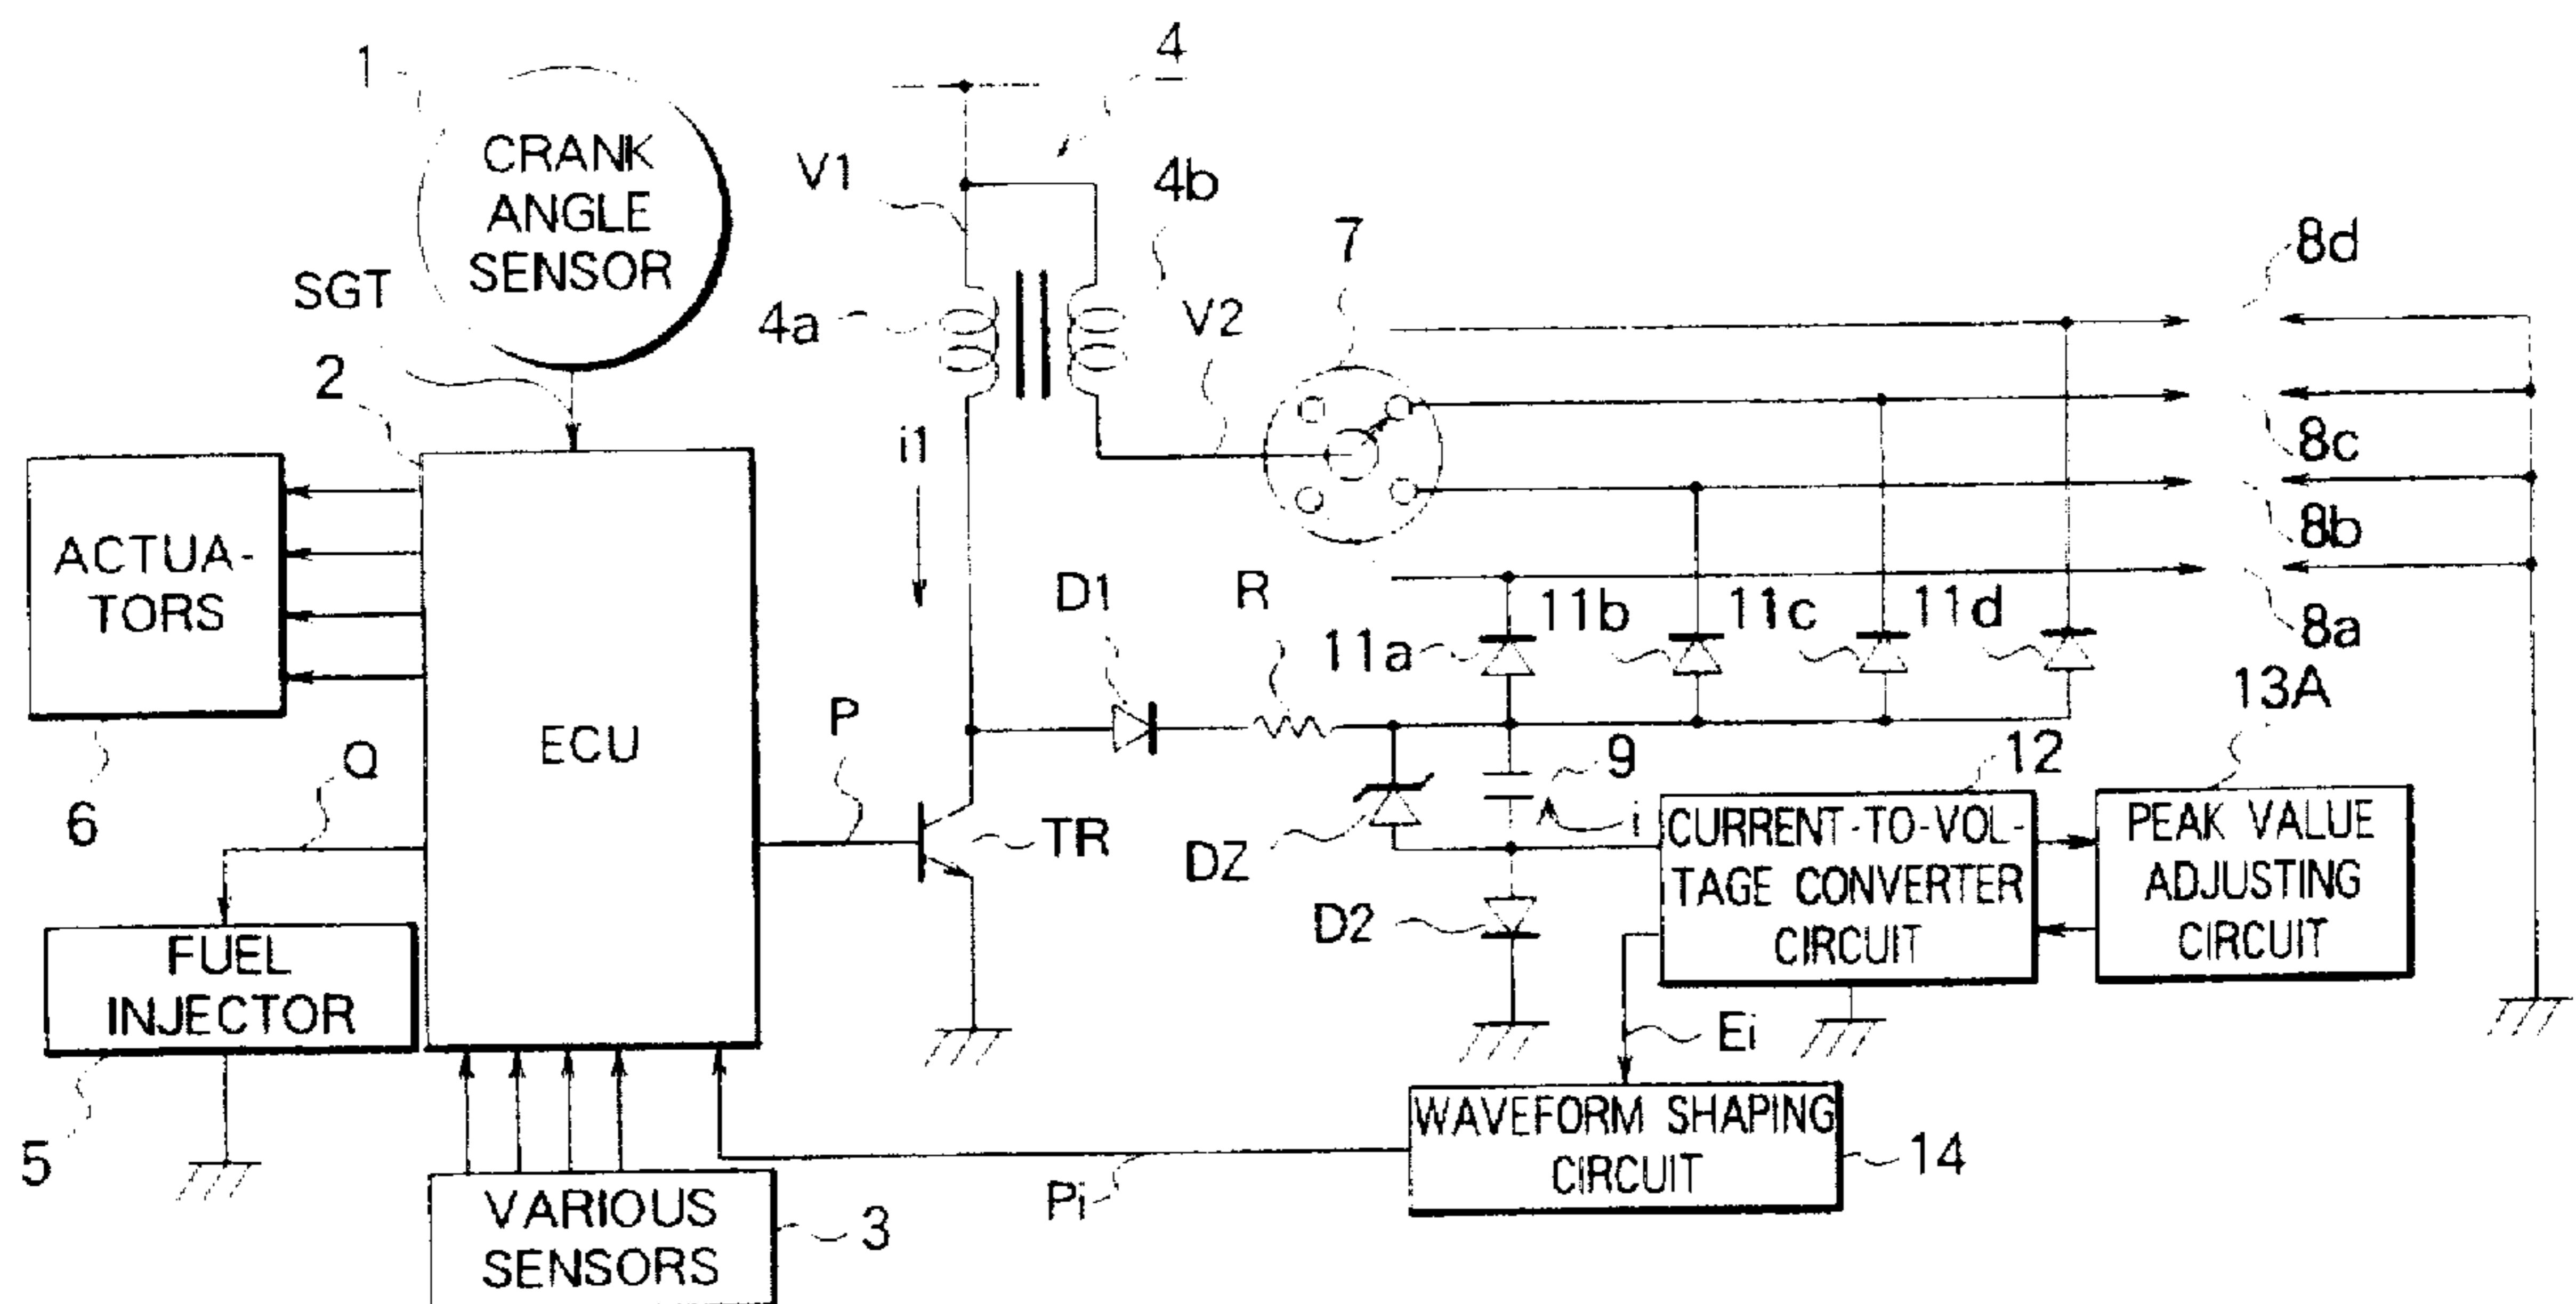 1
CRANK
ANGLE
SENSOR
SGT
2
4
V1
4a
4b
V2
7
8d
8c
8b
8a
i1
ACTUA-
TORS
6
ECU
Q
P
TR
FUEL
INJECTOR
5
VARIOUS
SENSORS
3
D1
R
11a
11b
11c
11d
DZ
9
i
D2
12
CURRENT-TO-VOL-
TAGE CONVERTER
CIRCUIT
13A
PEAK VALUE
ADJUSTING
CIRCUIT
Ei
WAVEFORM SHAPING
CIRCUIT
14
Pi